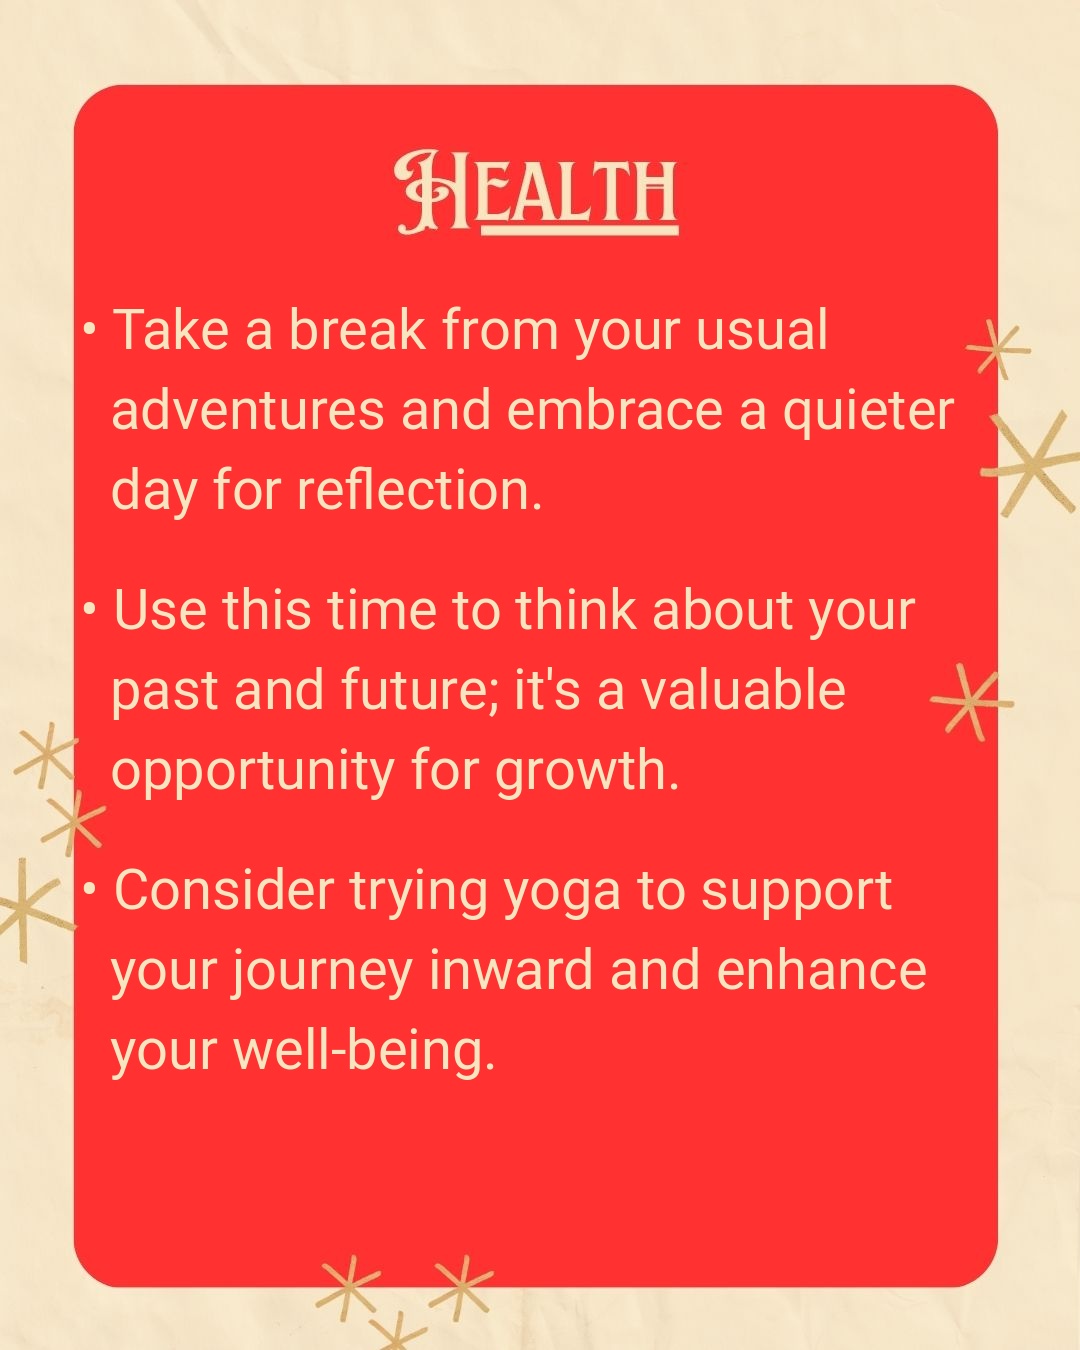 Health
• Take a break from your usual
adventures and embrace a quieter
day for reflection.
• Use this time to think about your
past and future; it's a valuable
opportunity for growth.
• Consider trying yoga to support
your journey inward and enhance
your well-being.